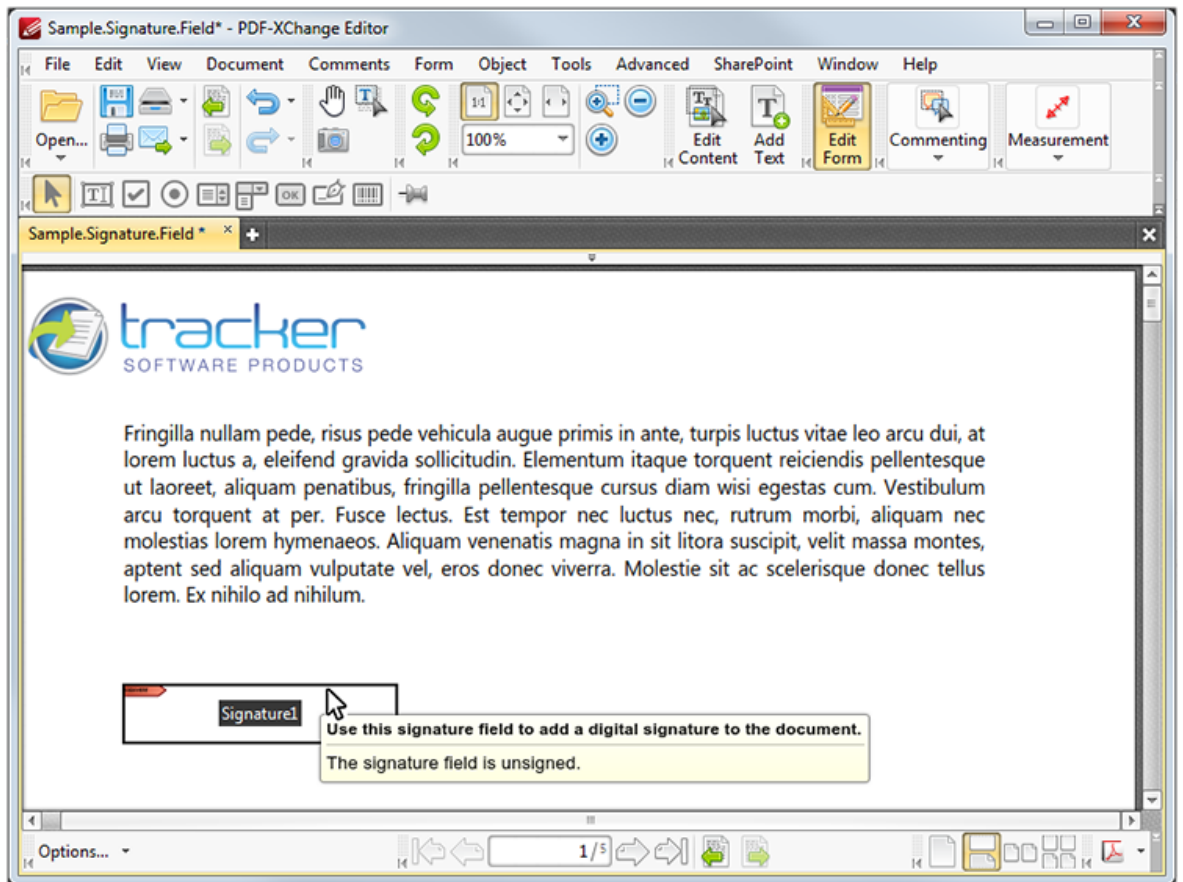 Sample.Signature.Field* - PDF-XChange Editor
File Edit View Document Comments Form Object Tools Advanced SharePoint Window Help
Open...
1:1
100%
Edit Content
Add Text
Edit Form
Commenting
Measurement
TI
OK
Sample.Signature.Field *
tracker
SOFTWARE PRODUCTS
Fringilla nullam pede, risus pede vehicula augue primis in ante, turpis luctus vitae leo arcu dui, at
lorem luctus a, eleifend gravida sollicitudin. Elementum itaque torquent reiciendis pellentesque
ut laoreet, aliquam penatibus, fringilla pellentesque cursus diam wisi egestas cum. Vestibulum
arcu torquent at per. Fusce lectus. Est tempor nec luctus nec, rutrum morbi, aliquam nec
molestias lorem hymenaeos. Aliquam venenatis magna in sit litora suscipit, velit massa montes,
aptent sed aliquam vulputate vel, eros donec viverra. Molestie sit ac scelerisque donec tellus
lorem. Ex nihilo ad nihilum.
Signature1
Use this signature field to add a digital signature to the document.
The signature field is unsigned.
Options...
1/5